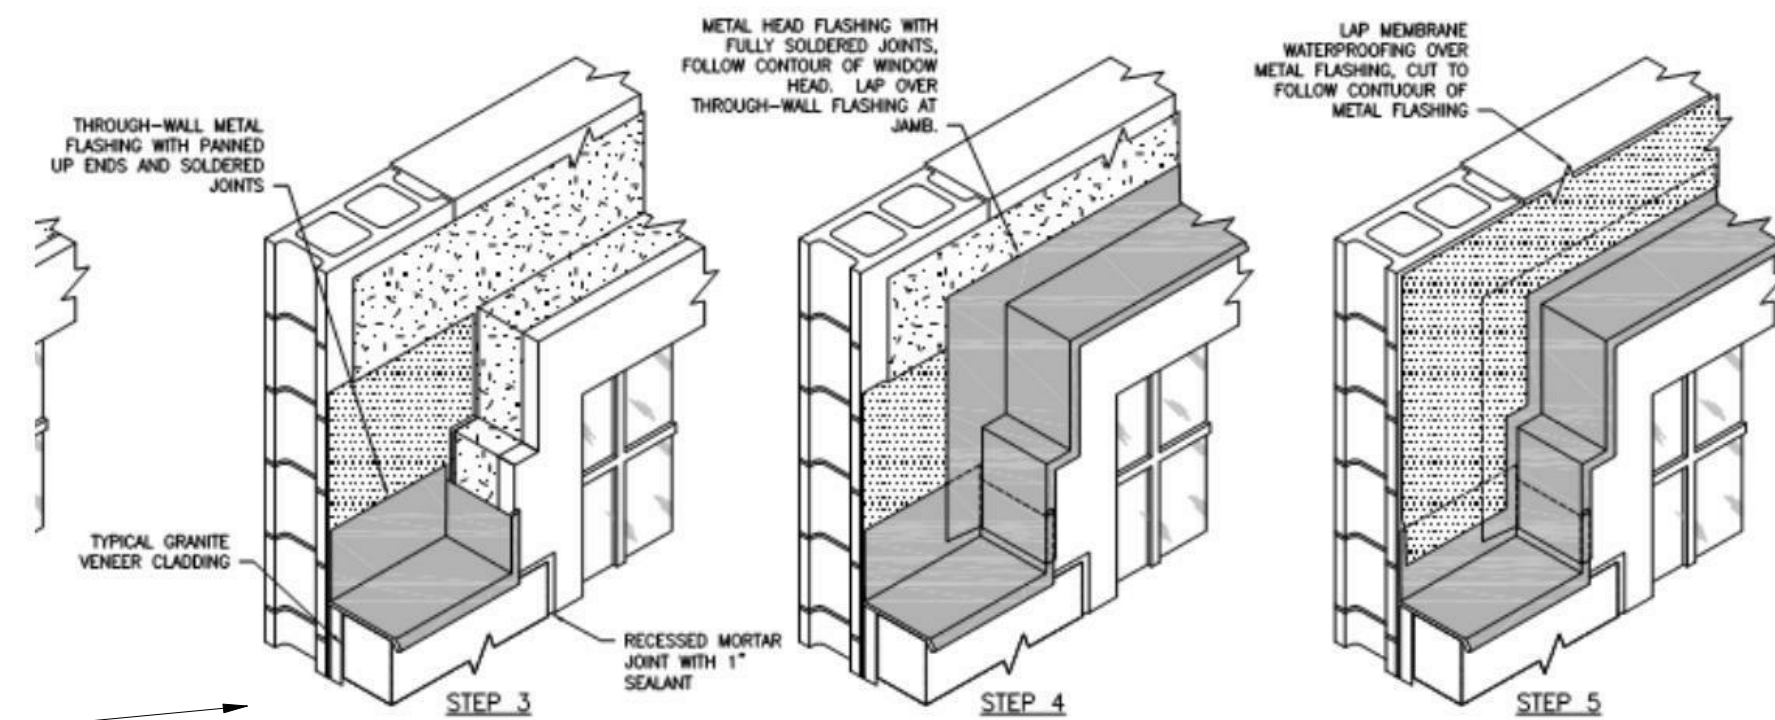 THROUGH-WALL METAL
FLASHING WITH PANNED
UP ENDS AND SOLDERED
JOINTS
TYPICAL GRANITE
VENEER CLADDING
RECESSED MORTAR
JOINT WITH 1"
SEALANT
STEP 3
METAL HEAD FLASHING WITH
FULLY SOLDERED JOINTS,
FOLLOW CONTOUR OF WINDOW
HEAD. LAP OVER
THROUGH-WALL FLASHING AT
JAMB.
STEP 4
LAP MEMBRANE
WATERPROOFING OVER
METAL FLASHING, CUT TO
FOLLOW CONTUOUR OF
METAL FLASHING
STEP 5